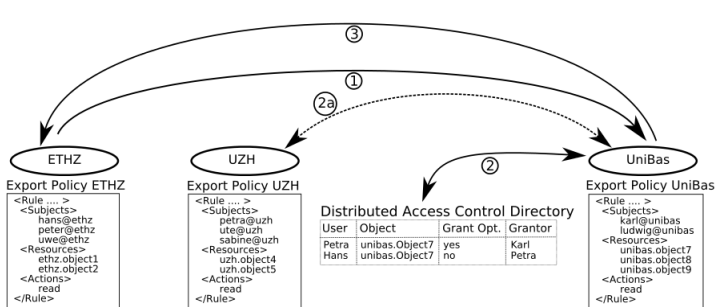 3
1
2a
2
ETHZ
Export Policy ETHZ
<Rule .... >
<Subjects>
hans@ethz
peter@ethz
uwe@ethz
<Resources>
ethz.object1
ethz.object2
<Actions>
read
</Rule>
UZH
Export Policy UZH
<Rule .... >
<Subjects>
petra@uzh
ute@uzh
sabine@uzh
<Resources>
uzh.object4
uzh.object5
<Actions>
read
</Rule>
Distributed Access Control Directory
User Object Grant Opt. Grantor
Petra unibas.Object7 yes Karl
Hans unibas.Object7 no Petra
UniBas
Export Policy UniBas
<Rule .... >
<Subjects>
karl@unibas
ludwig@unibas
<Resources>
unibas.object7
unibas.object8
unibas.object9
<Actions>
read
</Rule>